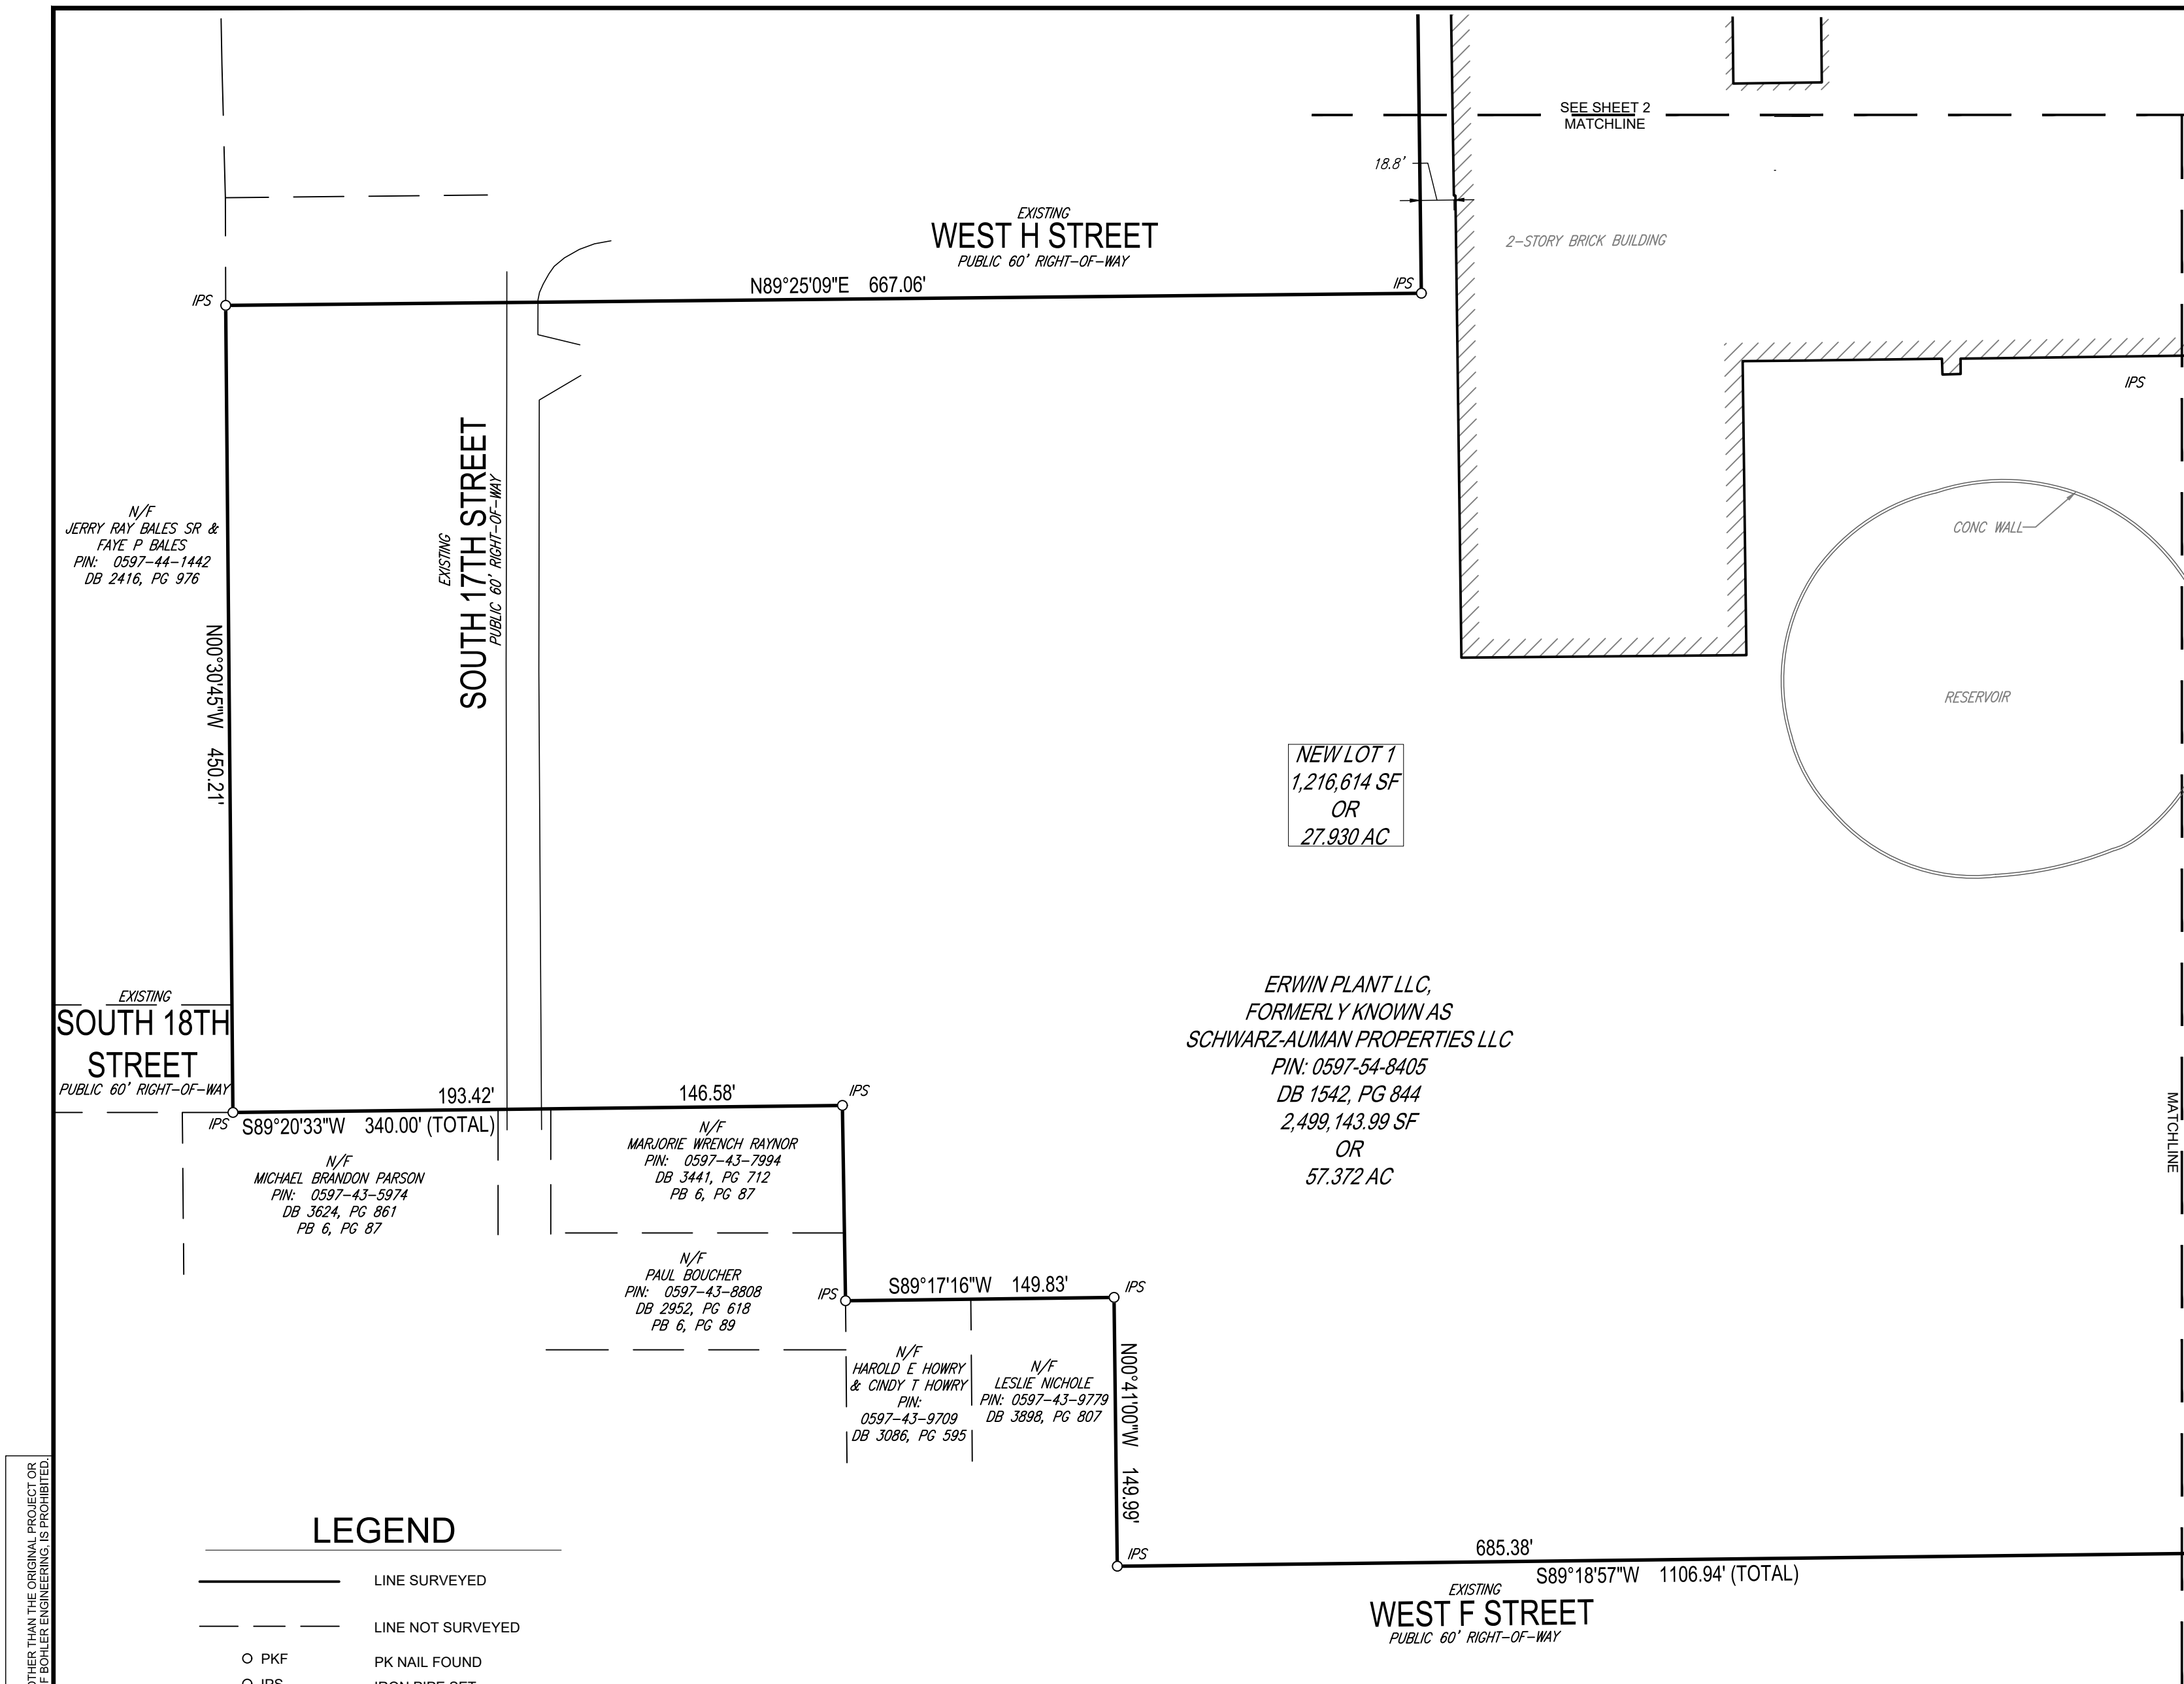 SEE SHEET 2
MATCHLINE
18.8'
EXISTING
WEST H STREET
PUBLIC 60' RIGHT-OF-WAY
2-STORY BRICK BUILDING
N89°25'09"E 667.06'
IPS
IPS
IPS
EXISTING
SOUTH 17TH STREET
PUBLIC 60' RIGHT-OF-WAY
N/F
JERRY RAY BALES SR &
FAYE P BALES
PIN: 0597-44-1442
DB 2416, PG 976
CONC WALL
N00°30'45"W 450.21'
RESERVOIR
NEW LOT 1
1,216,614 SF
OR
27.930 AC
ERWIN PLANT LLC,
FORMERLY KNOWN AS
SCHWARZ-AUMAN PROPERTIES LLC
PIN: 0597-54-8405
DB 1542, PG 844
2,499,143.99 SF
OR
57.372 AC
EXISTING
SOUTH 18TH
STREET
PUBLIC 60' RIGHT-OF-WAY
193.42'
146.58'
IPS
IPS
S89°20'33"W 340.00' (TOTAL)
MATCHLINE
N/F
MICHAEL BRANDON PARSON
PIN: 0597-43-5974
DB 3624, PG 861
PB 6, PG 87
N/F
MARJORIE WRENCH RAYNOR
PIN: 0597-43-7994
DB 3441, PG 712
PB 6, PG 87
N/F
PAUL BOUCHER
PIN: 0597-43-8808
DB 2952, PG 618
PB 6, PG 89
IPS
S89°17'16"W 149.83'
IPS
N/F
HAROLD E HOWRY
& CINDY T HOWRY
PIN:
0597-43-9709
DB 3086, PG 595
N/F
LESLIE NICHOLE
PIN: 0597-43-9779
DB 3898, PG 807
N00°41'00"W 149.99'
IPS
685.38'
S89°18'57"W 1106.94' (TOTAL)
EXISTING
WEST F STREET
PUBLIC 60' RIGHT-OF-WAY
LEGEND
LINE SURVEYED
LINE NOT SURVEYED
PKF PK NAIL FOUND
IPS IRON PIPE SET
OTHER THAN THE ORIGINAL PROJECT OR
F BOHLER ENGINEERING, IS PROHIBITED.